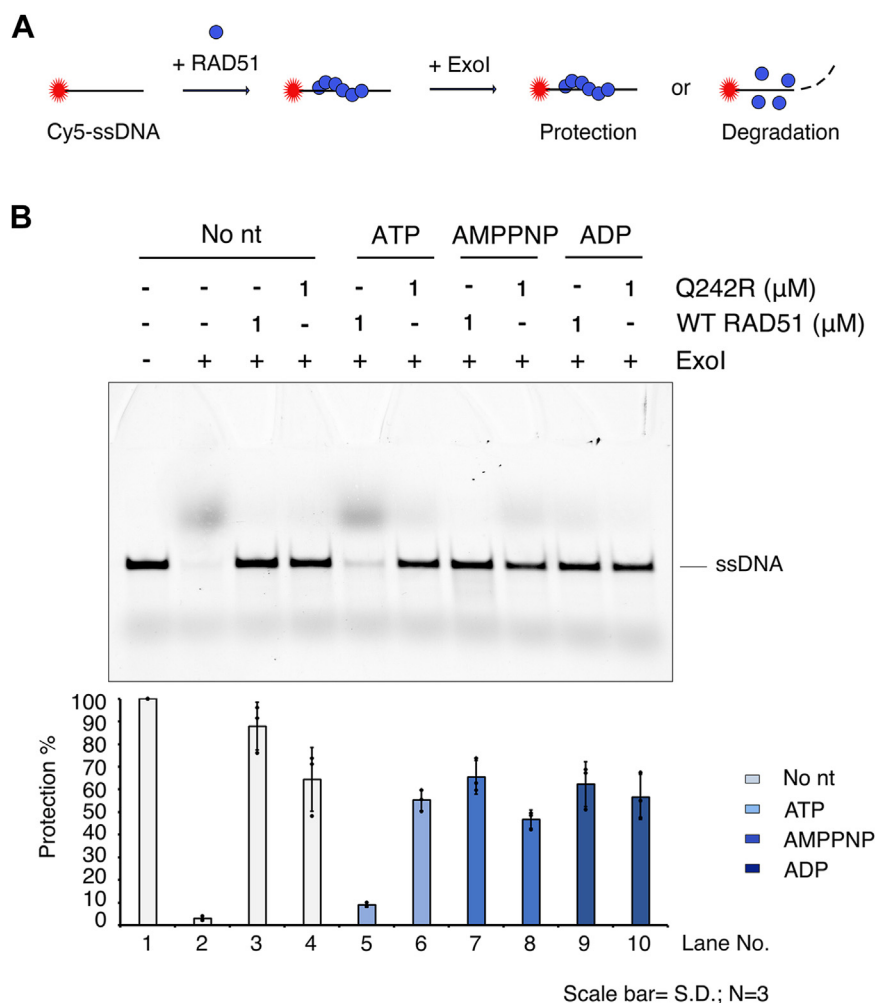 A
+ RAD51
+ ExoI
or
Cy5-ssDNA
Protection
Degradation
B
No nt ATP AMPPNP ADP
- - - 1 - 1 - 1 - 1 Q242R (μM)
- - 1 - 1 - 1 - 1 - WT RAD51 (μM)
- + + + + + + + + + ExoI
ssDNA
Protection %
100
90
80
70
60
50
40
30
20
10
0
1 2 3 4 5 6 7 8 9 10 Lane No.
No nt
ATP
AMPPNP
ADP
Scale bar= S.D.; N=3